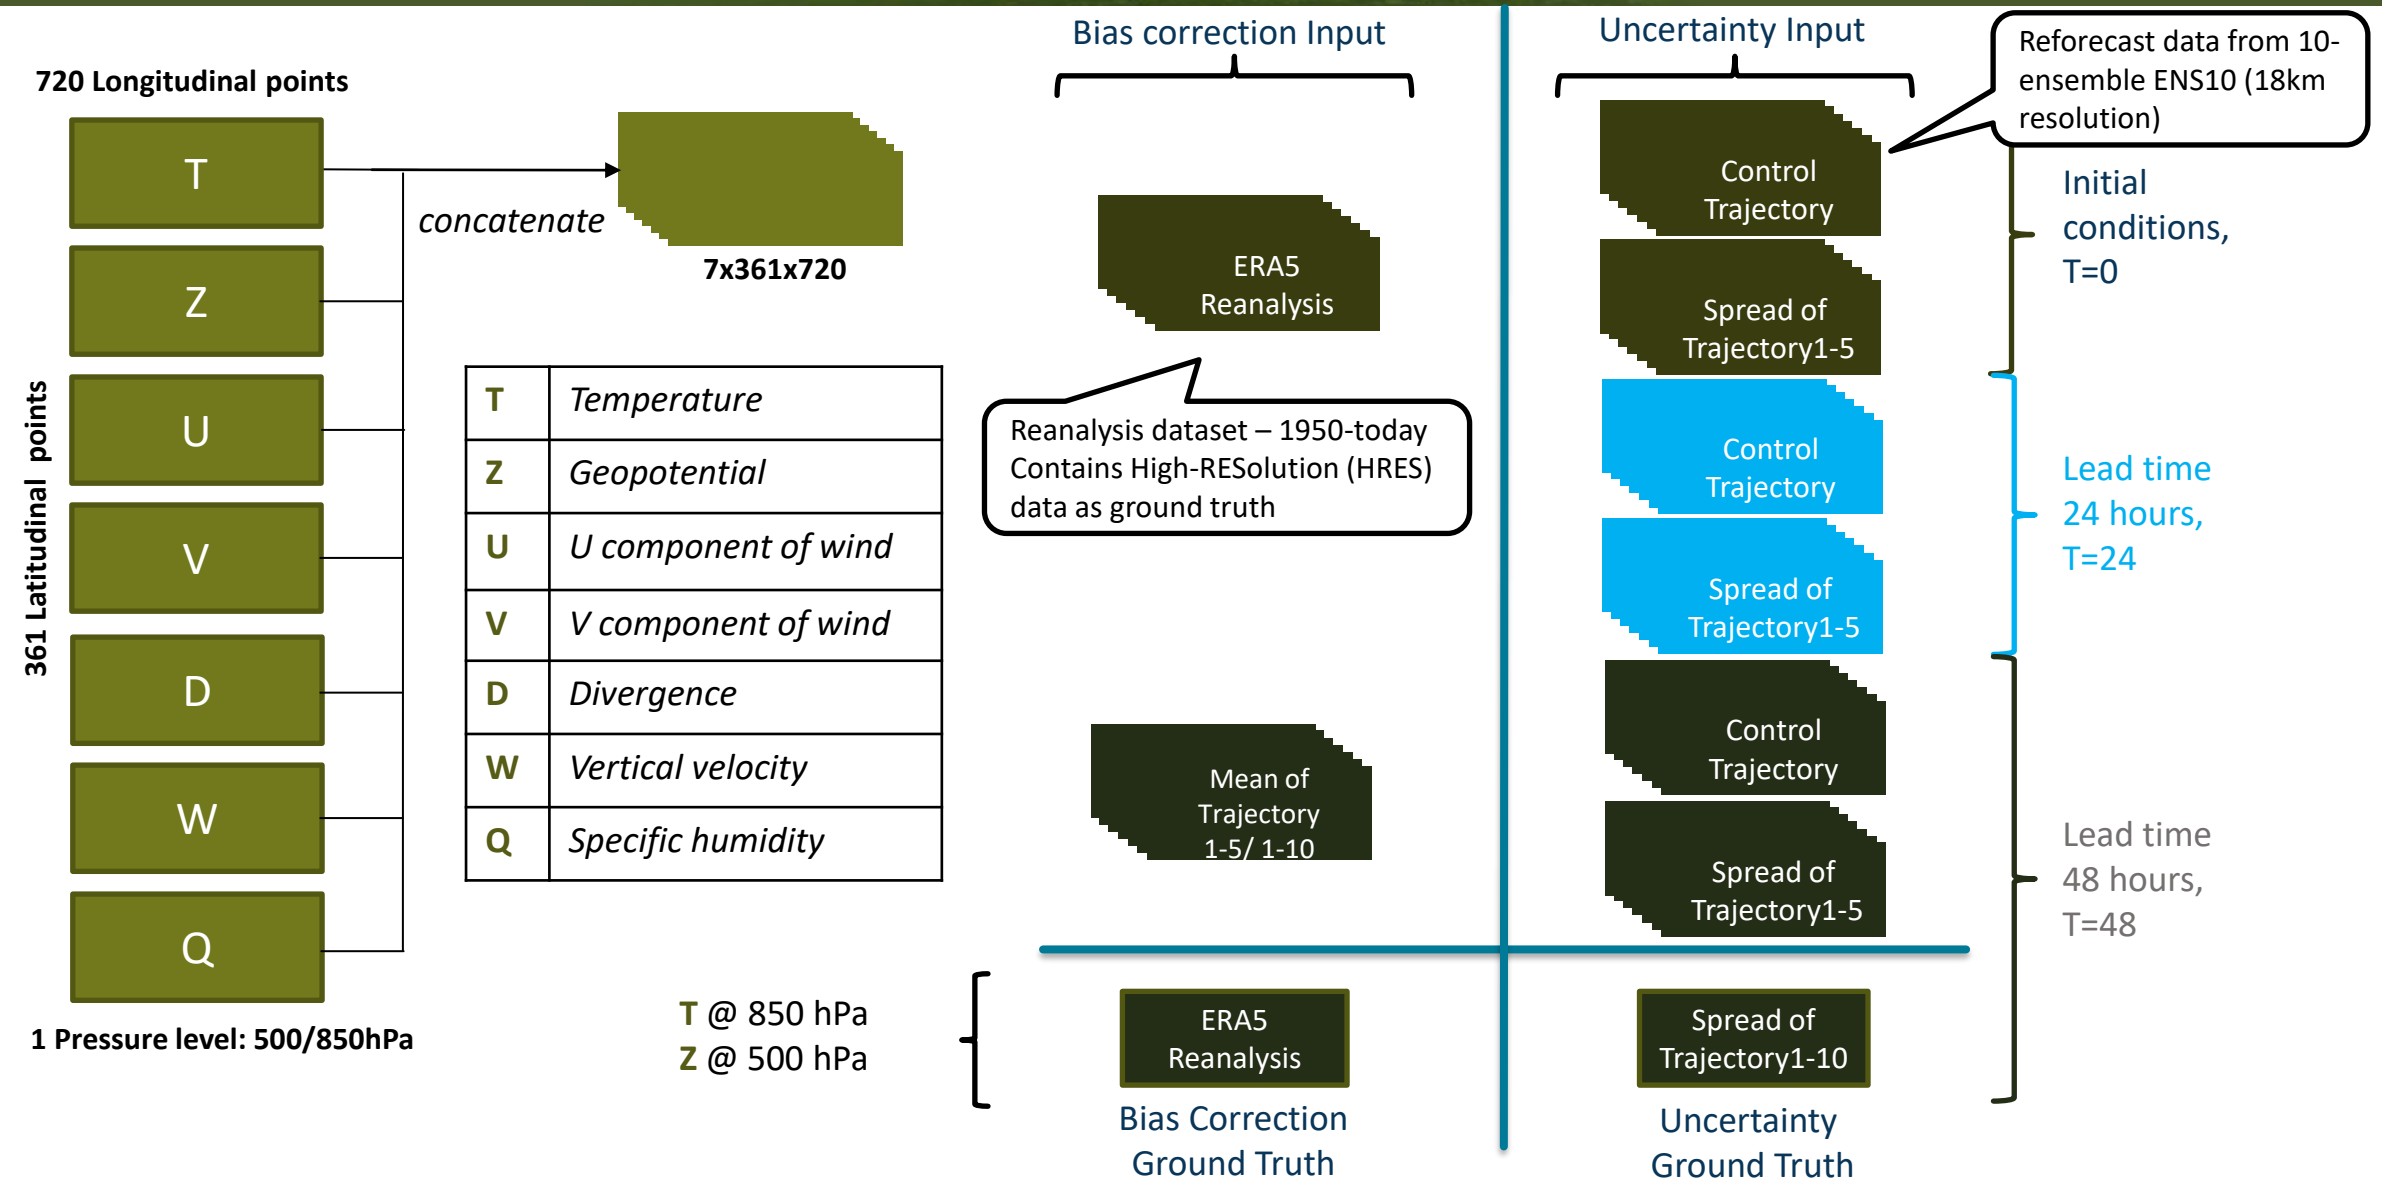 720 Longitudinal points
361 Latitudinal points
T
Z
U
V
D
W
Q
1 Pressure level: 500/850hPa
concatenate
7x361x720
T Temperature
Z Geopotential
U U component of wind
V V component of wind
D Divergence
W Vertical velocity
Q Specific humidity
T @ 850 hPa
Z @ 500 hPa
Bias correction Input
ERA5
Reanalysis
Reanalysis dataset – 1950-today
Contains High-RESolution (HRES)
data as ground truth
Mean of
Trajectory
1-5/ 1-10
ERA5
Reanalysis
Bias Correction
Ground Truth
Uncertainty Input
Reforecast data from 10-
ensemble ENS10 (18km
resolution)
Control
Trajectory
Spread of
Trajectory1-5
Initial
conditions,
T=0
Control
Trajectory
Spread of
Trajectory1-5
Lead time
24 hours,
T=24
Control
Trajectory
Spread of
Trajectory1-5
Lead time
48 hours,
T=48
Spread of
Trajectory1-10
Uncertainty
Ground Truth